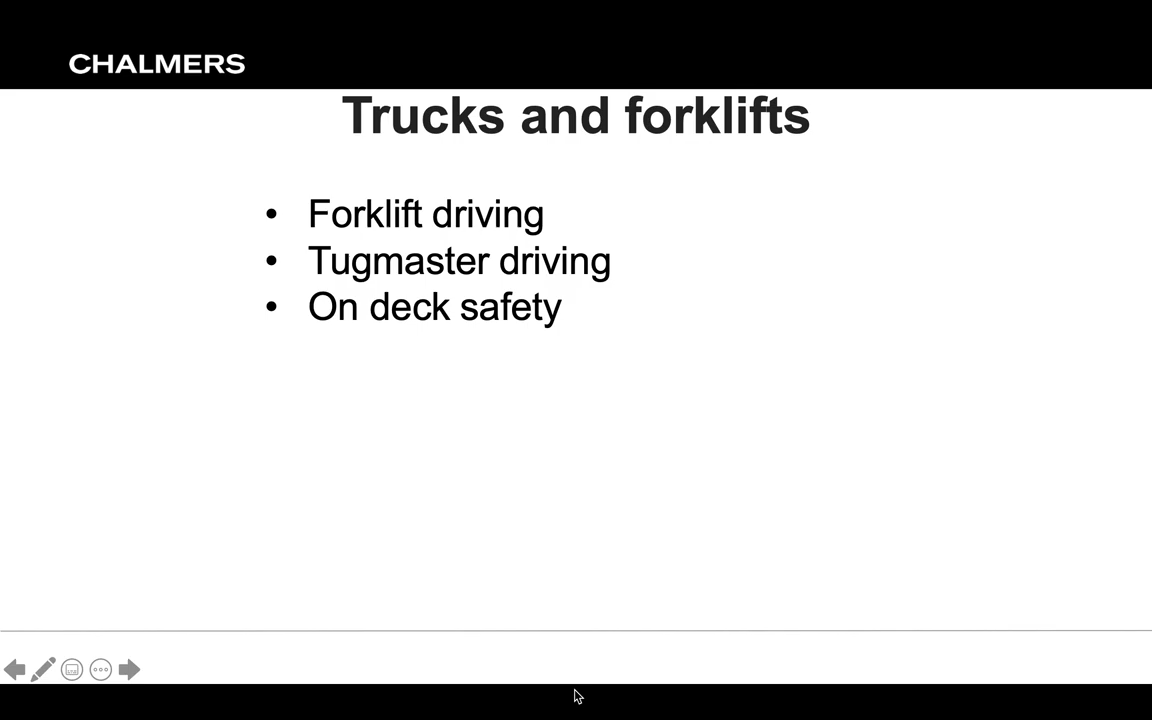 CHALMERS
Trucks and forklifts
• Forklift driving
• Tugmaster driving
• On deck safety